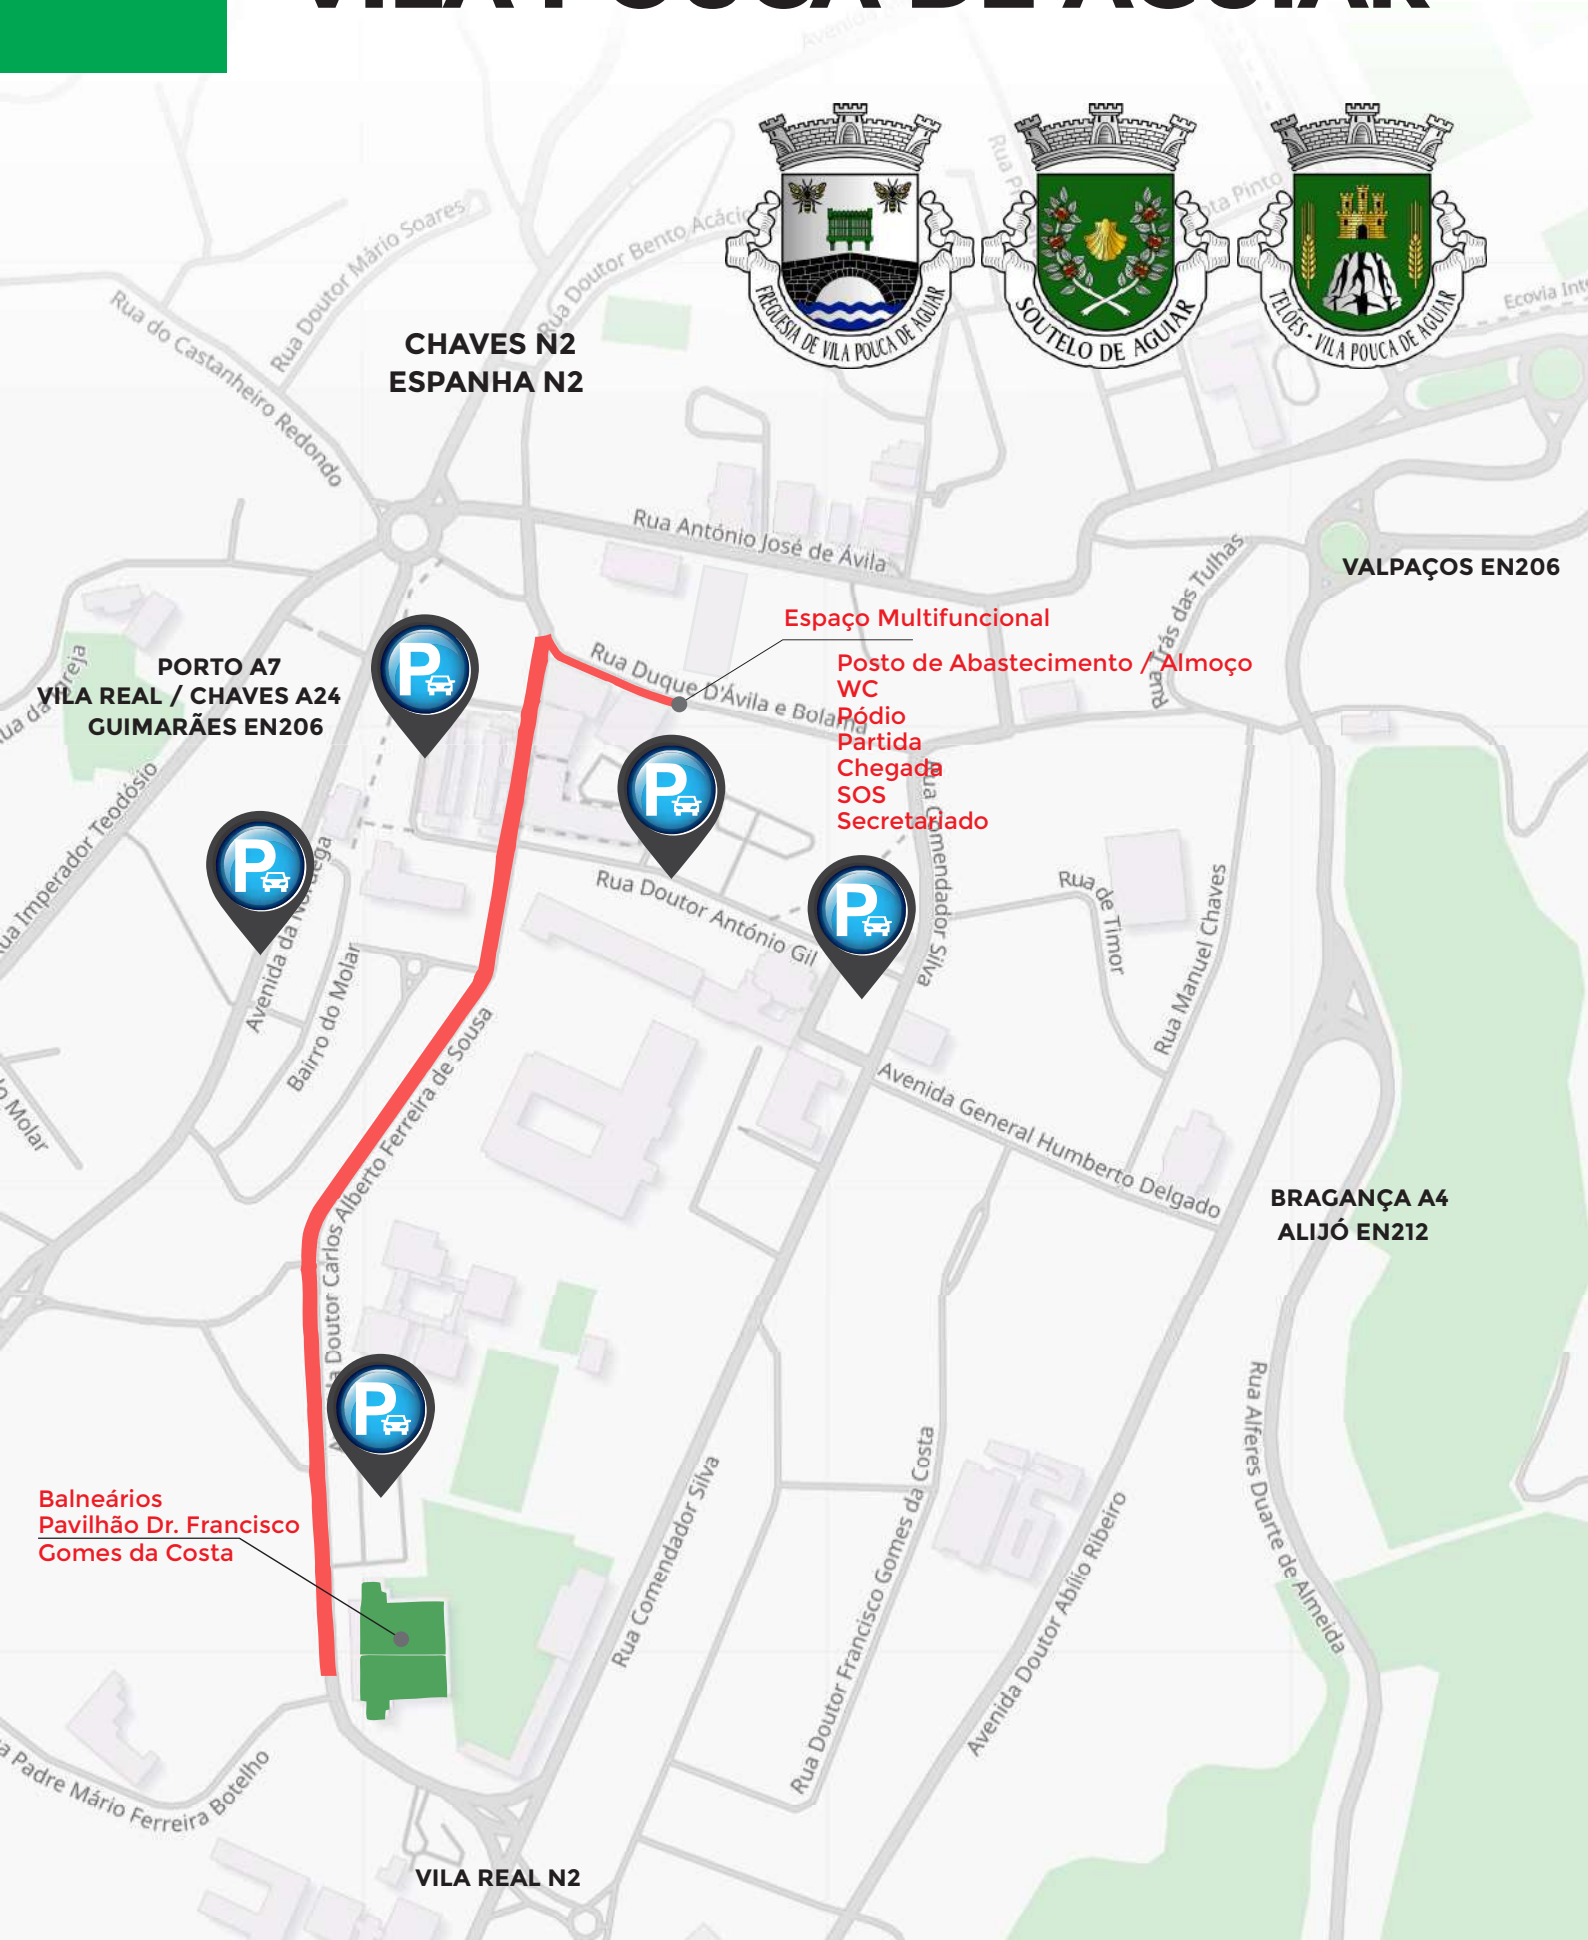 VILA POUCA DE AGUIAR
FREGUESIA DE VILA POUCA DE AGUIAR
SOUTELO DE AGUIAR
TELÕES - VILA POUCA DE AGUIAR
Rua Doutor Mário Soares
Rua Doutor Bento Acácio
Rua do Castanheiro Redondo
Ecovia
CHAVES N2
ESPANHA N2
Rua António José de Ávila
Rua Trás das Tulhas
VALPAÇOS EN206
Espaço Multifuncional
Posto de Abastecimento / Almoço
WC
Pódio
Partida
Chegada
SOS
Secretariado
Rua Duque D'Ávila e Bolama
PORTO A7
VILA REAL / CHAVES A24
GUIMARÃES EN206
Rua Imperador Teodósio
Avenida da Noruega
Bairro do Molar
do Molar
Rua Doutor António Gil
Rua Comendador Silva
Rua de Timor
Rua Manuel Chaves
Avenida General Humberto Delgado
Doutor Carlos Alberto Ferreira de Sousa
BRAGANÇA A4
ALIJÓ EN212
Rua Alferes Duarte de Almeida
Balneários
Pavilhão Dr. Francisco
Gomes da Costa
Rua Comendador Silva
Rua Doutor Francisco Gomes da Costa
Avenida Doutor Abílio Ribeiro
Padre Mário Ferreira Botelho
VILA REAL N2
P
P
P
P
P